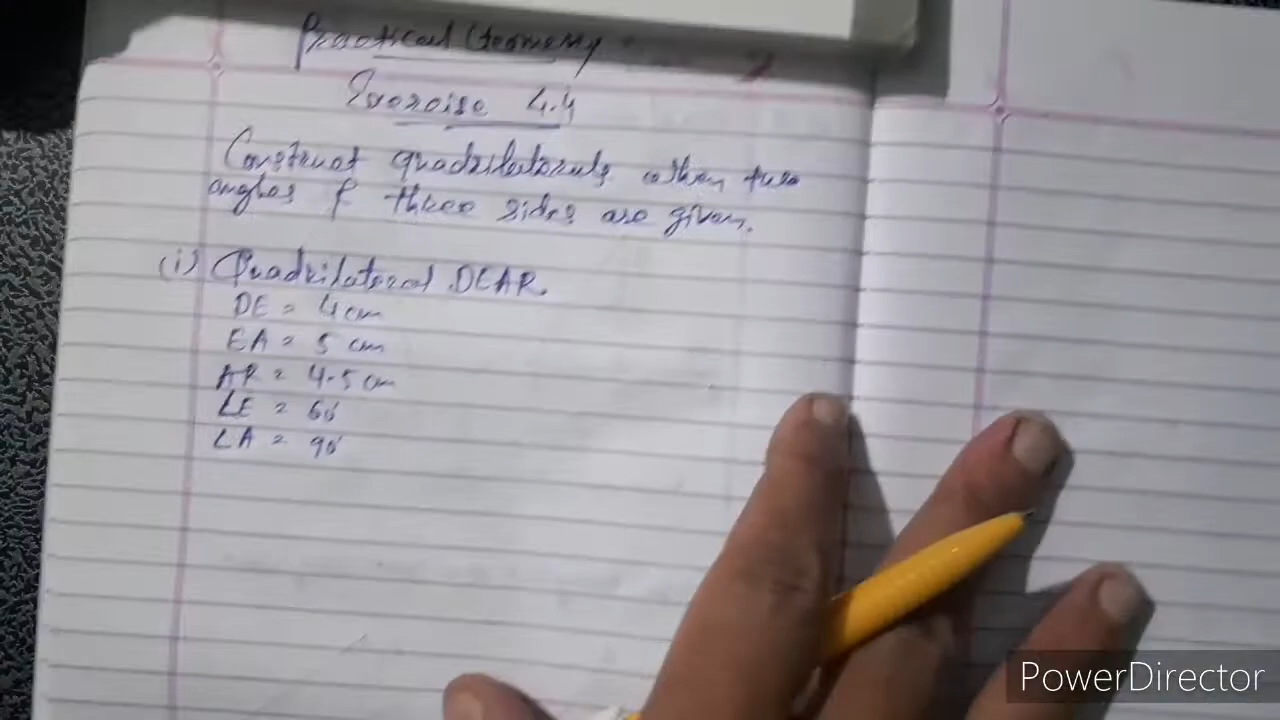 Practical Geometry
Exercise 4.4
Construct quadrilaterals when two
angles & three sides are given.
(i) Quadrilateral DEAR.
DE = 4 cm
EA = 5 cm
AR = 4.5 cm
∠E = 60°
∠A = 90°
PowerDirector